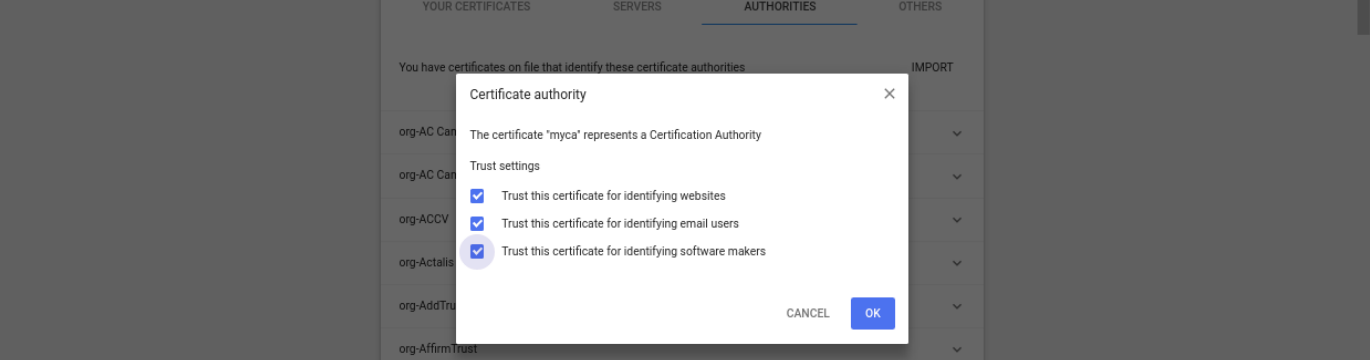 YOUR CERTIFICATES SERVERS AUTHORITIES OTHERS
You have certificates on file that identify these certificate authorities IMPORT
Certificate authority
org-AC Can
The certificate "myca" represents a Certification Authority
Trust settings
org-AC Can
Trust this certificate for identifying websites
org-ACCV
Trust this certificate for identifying email users
Trust this certificate for identifying software makers
org-Actalis
org-AddTru
CANCEL OK
org-AffirmTrust